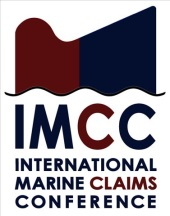 IMCC
INTERNATIONAL
MARINE CLAIMS
CONFERENCE